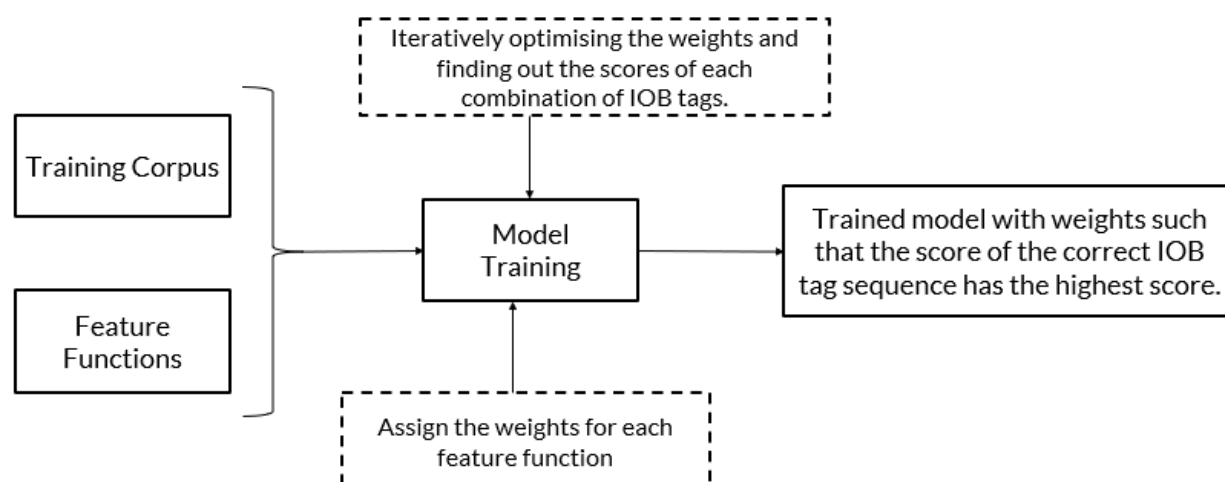 Iteratively optimising the weights and
finding out the scores of each
combination of IOB tags.
Training Corpus
Feature
Functions
Model
Training
Trained model with weights such
that the score of the correct IOB
tag sequence has the highest score.
Assign the weights for each
feature function